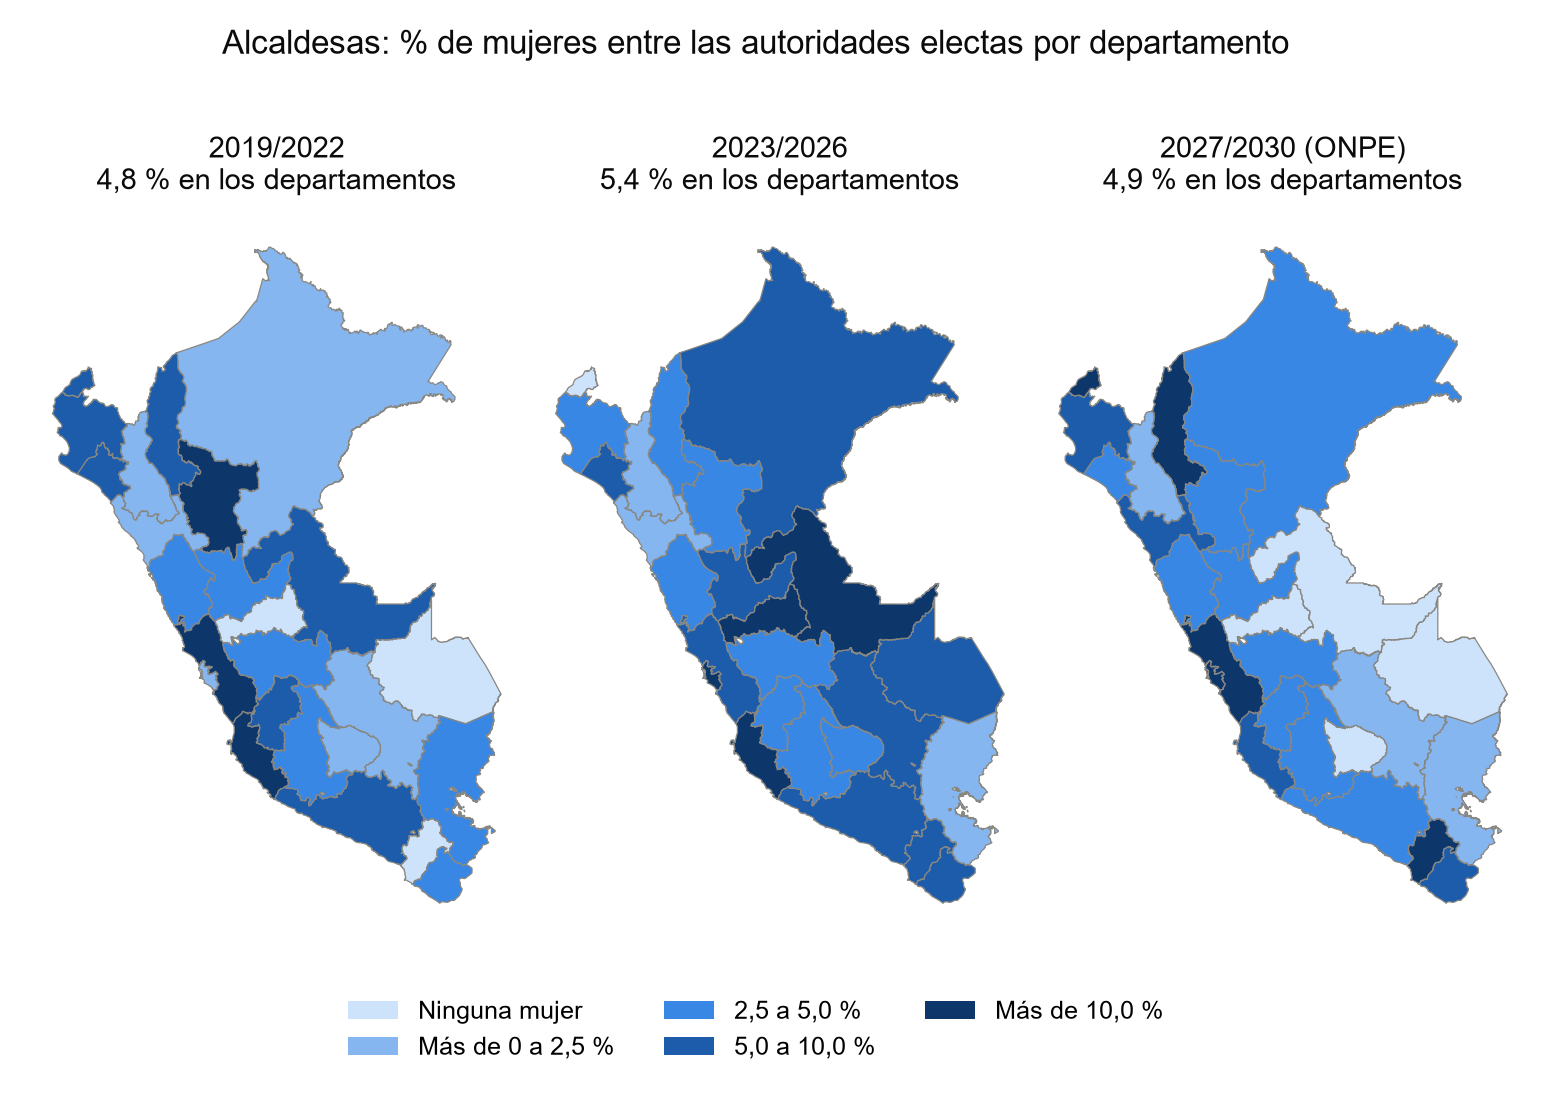 Alcaldesas: % de mujeres entre las autoridades electas por departamento
2019/2022
4,8 % en los departamentos
2023/2026
5,4 % en los departamentos
2027/2030 (ONPE)
4,9 % en los departamentos
Ninguna mujer
Más de 0 a 2,5 %
2,5 a 5,0 %
5,0 a 10,0 %
Más de 10,0 %